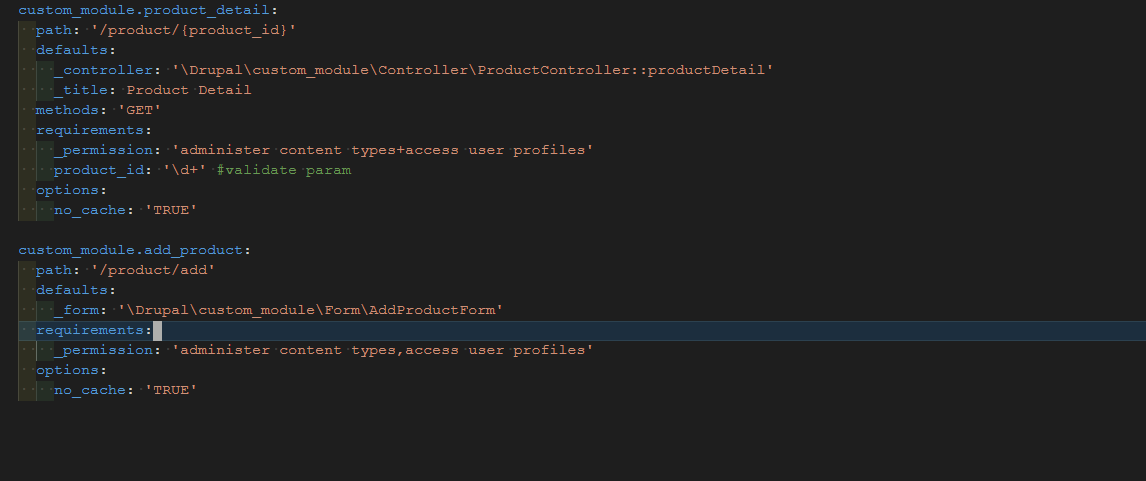 custom_module.product_detail:
  path: '/product/{product_id}'
  defaults:
    _controller: '\Drupal\custom_module\Controller\ProductController::productDetail'
    _title: Product Detail
  methods: 'GET'
  requirements:
    _permission: 'administer content types+access user profiles'
    product_id: '\d+' #validate param
  options:
    no_cache: 'TRUE'

custom_module.add_product:
  path: '/product/add'
  defaults:
    _form: '\Drupal\custom_module\Form\AddProductForm'
  requirements:
    _permission: 'administer content types,access user profiles'
  options:
    no_cache: 'TRUE'